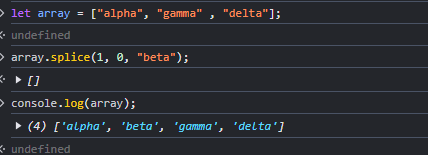 let array = ["alpha", "gamma" , "delta"];
undefined
array.splice(1, 0, "beta");
[]
console.log(array);
(4) ['alpha', 'beta', 'gamma', 'delta']
undefined